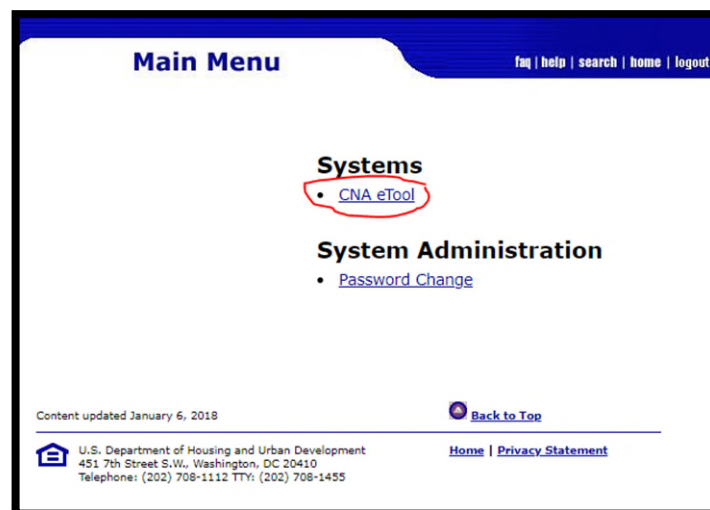 Main Menu
faq | help | search | home | logout
Systems
• CNA eTool
System Administration
• Password Change
Content updated January 6, 2018
Back to Top
U.S. Department of Housing and Urban Development
451 7th Street S.W., Washington, DC 20410
Telephone: (202) 708-1112 TTY: (202) 708-1455
Home | Privacy Statement